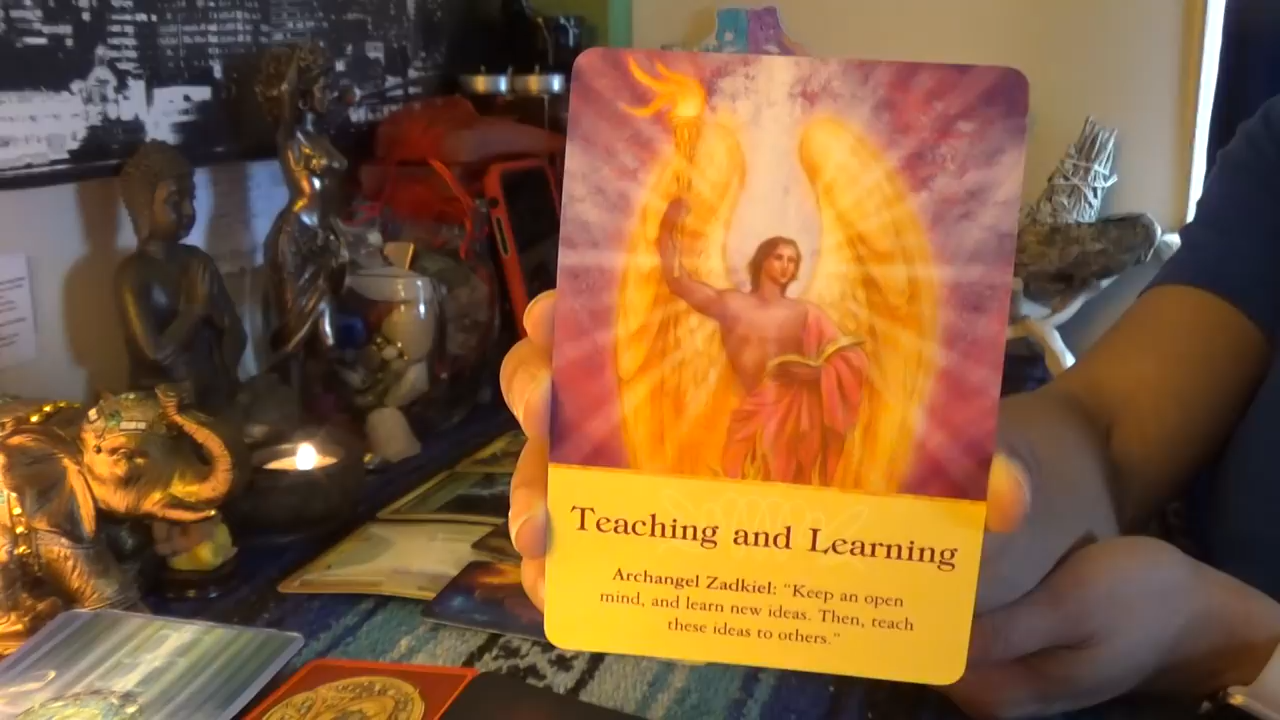 Teaching and Learning
Archangel Zadkiel: “Keep an open
mind, and learn new ideas. Then, teach
these ideas to others.”